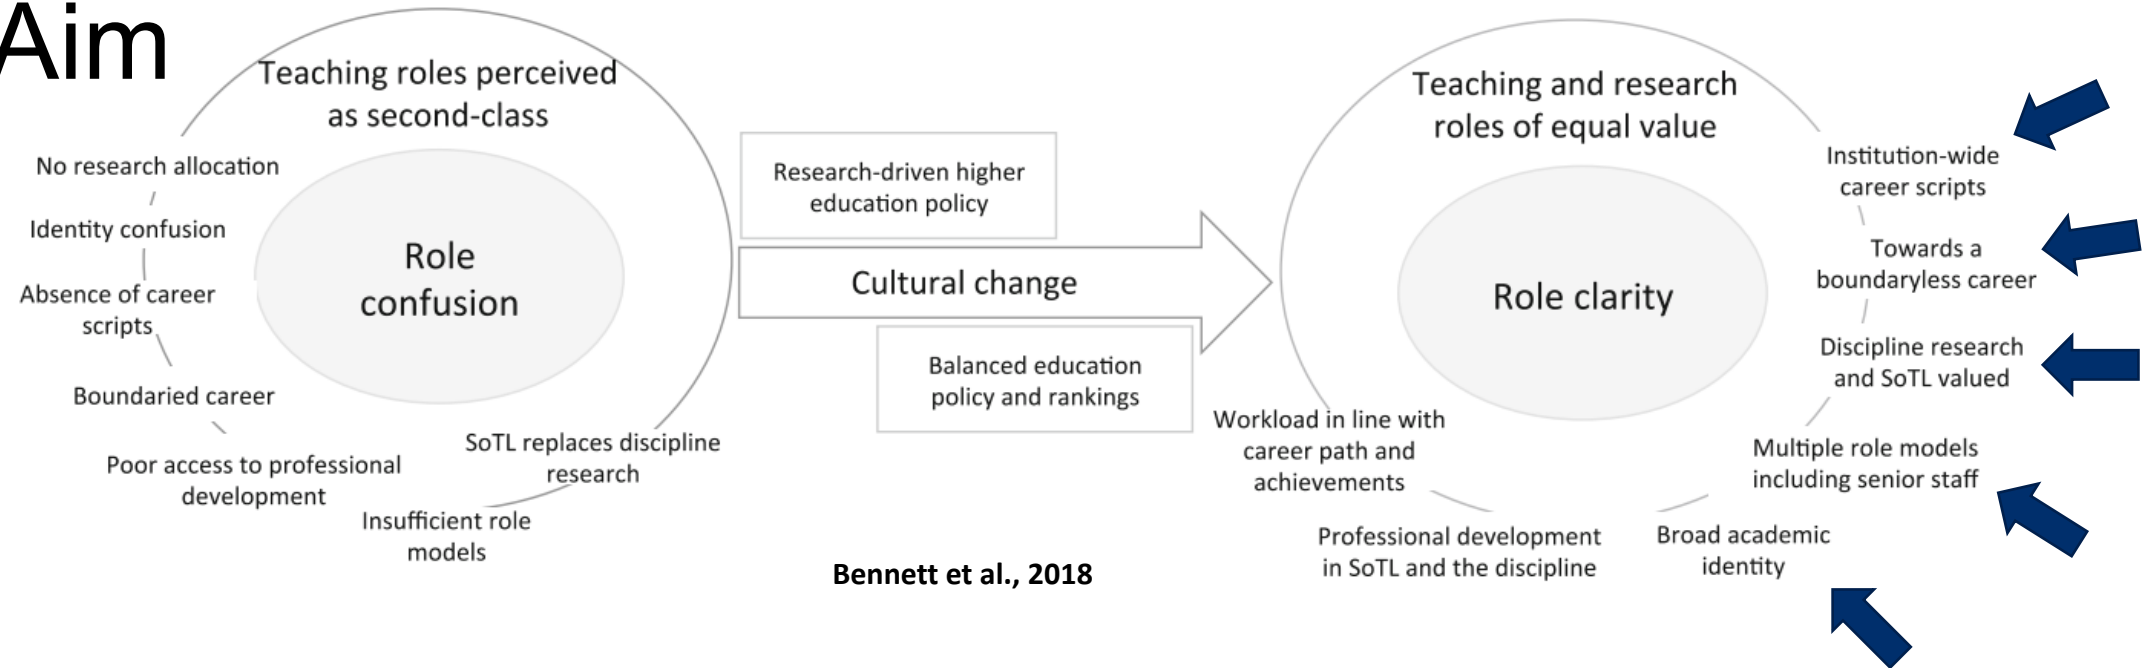 Aim
Teaching roles perceived
as second-class
No research allocation
Identity confusion
Absence of career
scripts
Boundaried career
Poor access to professional
development
Insufficient role
models
SoTL replaces discipline
research
Role
confusion
Research-driven higher
education policy
Cultural change
Balanced education
policy and rankings
Teaching and research
roles of equal value
Role clarity
Institution-wide
career scripts
Towards a
boundaryless career
Discipline research
and SoTL valued
Multiple role models
including senior staff
Broad academic
identity
Professional development
in SoTL and the discipline
Workload in line with
career path and
achievements
Bennett et al., 2018